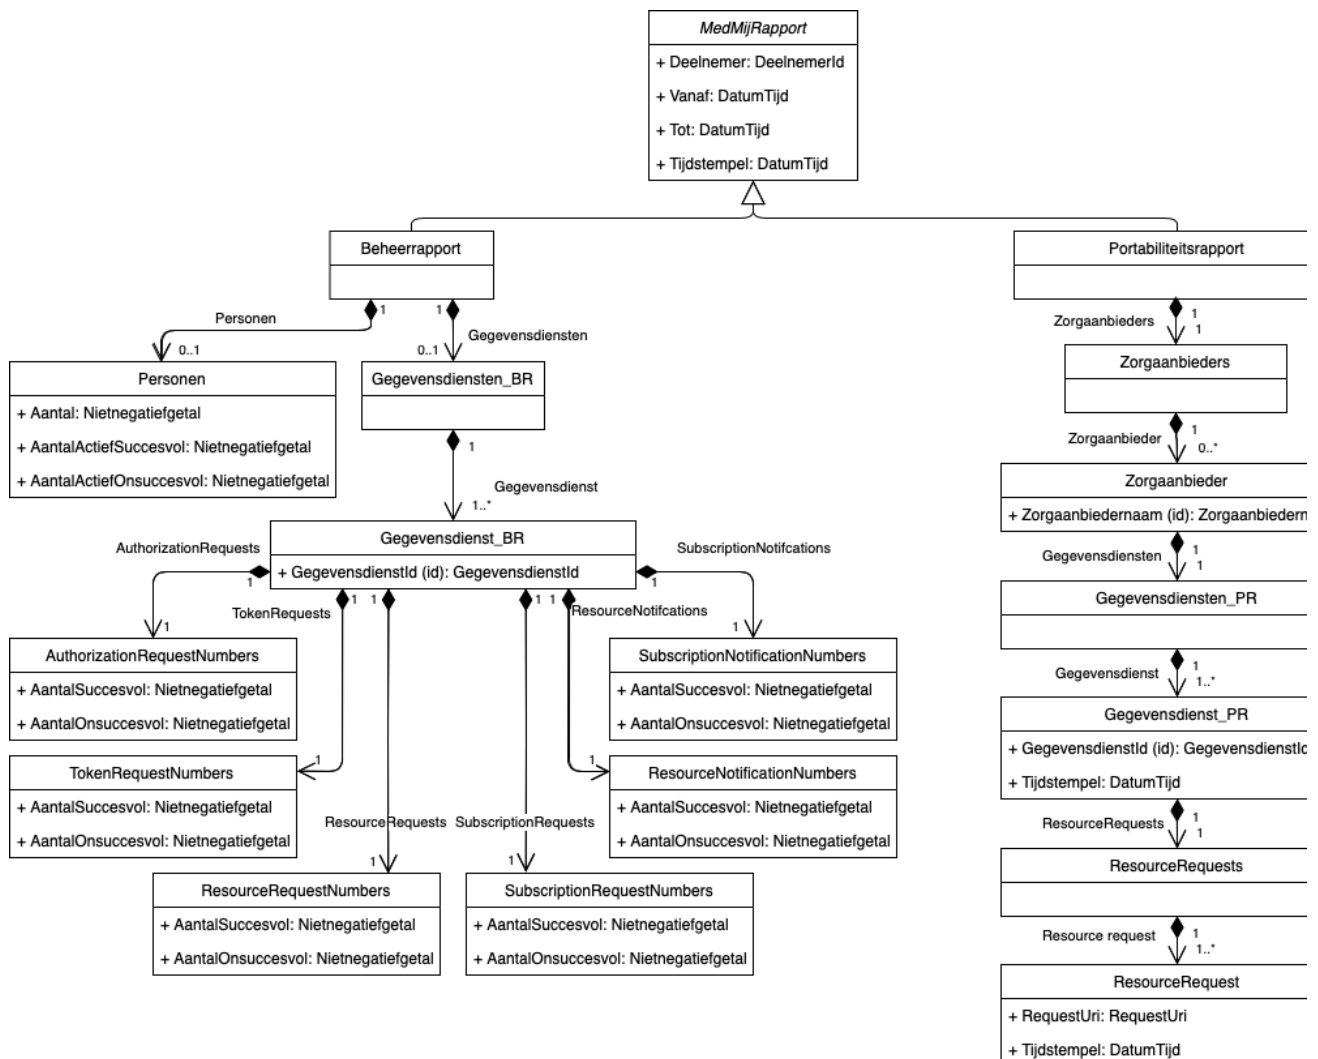 MedMijRapport
+ Deelnemer: DeelnemerId
+ Vanaf: DatumTijd
+ Tot: DatumTijd
+ Tijdstempel: DatumTijd
Beheerrapport
Portabiliteitsrapport
1
1
1
Personen
Gegevensdiensten
Zorgaanbieders
1
0..1
0..1
Personen
+ Aantal: Nietnegatiefgetal
+ AantalActiefSuccesvol: Nietnegatiefgetal
+ AantalActiefOnsuccesvol: Nietnegatiefgetal
Gegevensdiensten_BR
Zorgaanbieders
1
1
Zorgaanbieder
0..*
Gegevensdienst
1..*
Zorgaanbieder
+ Zorgaanbiedernaam (id): Zorgaanbiedern
Gegevensdienst_BR
+ GegevensdienstId (id): GegevensdienstId
AuthorizationRequests
SubscriptionNotifcations
1
1
1
Gegevensdiensten
1
TokenRequests
1
1
1
1
ResourceNotifcations
Gegevensdiensten_PR
1
1
AuthorizationRequestNumbers
+ AantalSuccesvol: Nietnegatiefgetal
+ AantalOnsuccesvol: Nietnegatiefgetal
SubscriptionNotificationNumbers
+ AantalSuccesvol: Nietnegatiefgetal
+ AantalOnsuccesvol: Nietnegatiefgetal
1
Gegevensdienst
1..*
Gegevensdienst_PR
+ GegevensdienstId (id): GegevensdienstId
+ Tijdstempel: DatumTijd
1
1
TokenRequestNumbers
+ AantalSuccesvol: Nietnegatiefgetal
+ AantalOnsuccesvol: Nietnegatiefgetal
ResourceNotificationNumbers
+ AantalSuccesvol: Nietnegatiefgetal
+ AantalOnsuccesvol: Nietnegatiefgetal
ResourceRequests
SubscriptionRequests
1
ResourceRequests
1
1
1
ResourceRequestNumbers
+ AantalSuccesvol: Nietnegatiefgetal
+ AantalOnsuccesvol: Nietnegatiefgetal
SubscriptionRequestNumbers
+ AantalSuccesvol: Nietnegatiefgetal
+ AantalOnsuccesvol: Nietnegatiefgetal
ResourceRequests
1
Resource request
1..*
ResourceRequest
+ RequestUri: RequestUri
+ Tijdstempel: DatumTijd